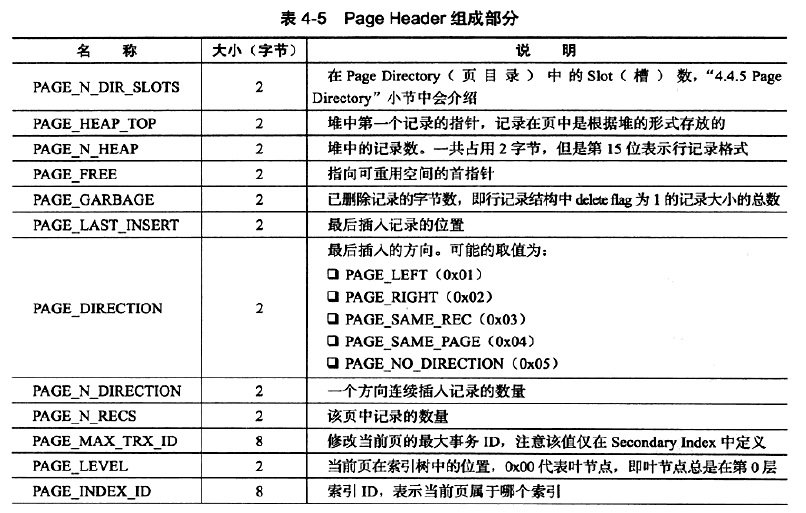 表 4-5 Page Header 组成部分
名 称 大小（字节） 说 明
PAGE_N_DIR_SLOTS 2 在 Page Directory（页目录）中的 Slot（槽）数，“4.4.5 Page
Directory”小节中会介绍
PAGE_HEAP_TOP 2 堆中第一个记录的指针，记录在页中是根据堆的形式存放的
PAGE_N_HEAP 2 堆中的记录数。一共占用 2 字节，但是第 15 位表示行记录格式
PAGE_FREE 2 指向可重用空间的首指针
PAGE_GARBAGE 2 已删除记录的字节数，即行记录结构中 delete flag 为 1 的记录大小的总数
PAGE_LAST_INSERT 2 最后插入记录的位置
PAGE_DIRECTION 2 最后插入的方向。可能的取值为：
❑ PAGE_LEFT（0x01）
❑ PAGE_RIGHT（0x02）
❑ PAGE_SAME_REC（0x03）
❑ PAGE_SAME_PAGE（0x04）
❑ PAGE_NO_DIRECTION（0x05）
PAGE_N_DIRECTION 2 一个方向连续插入记录的数量
PAGE_N_RECS 2 该页中记录的数量
PAGE_MAX_TRX_ID 8 修改当前页的最大事务 ID，注意该值仅在 Secondary Index 中定义
PAGE_LEVEL 2 当前页在索引树中的位置，0x00 代表叶节点，即叶节点总是在第 0 层
PAGE_INDEX_ID 8 索引 ID，表示当前页属于哪个索引